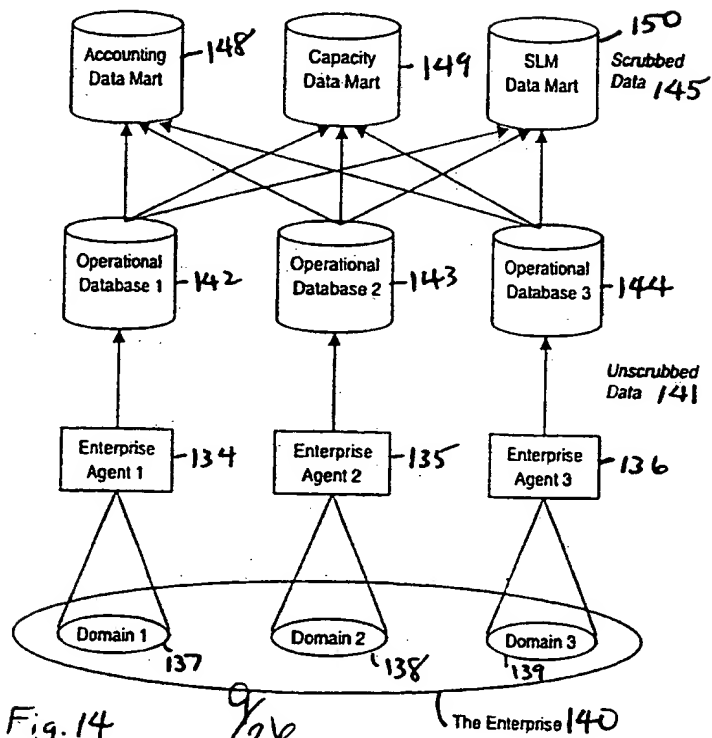 Accounting
Data Mart
148
Capacity
Data Mart
149
SLM
Data Mart
150
Scrubbed
Data 145
Operational
Database 1
142
Operational
Database 2
143
Operational
Database 3
144
Unscrubbed
Data 141
Enterprise
Agent 1
134
Enterprise
Agent 2
135
Enterprise
Agent 3
136
Domain 1
137
Domain 2
138
Domain 3
139
Fig. 14
9/26
The Enterprise 140